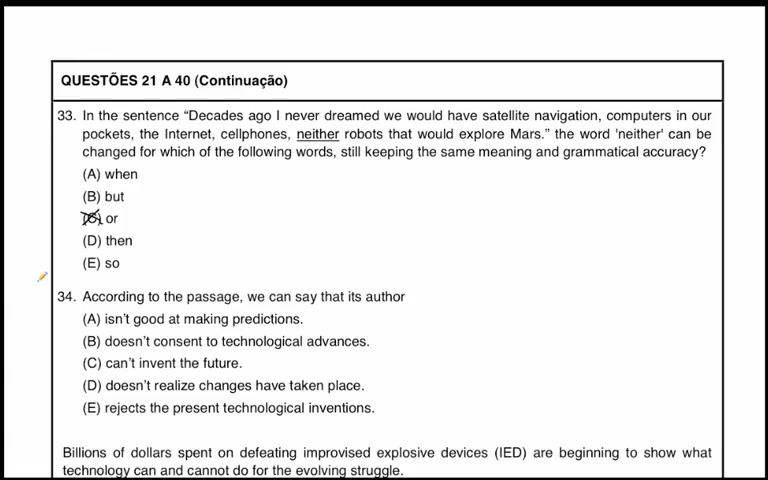 QUESTÕES 21 A 40 (Continuação)
33. In the sentence “Decades ago I never dreamed we would have satellite navigation, computers in our
pockets, the Internet, cellphones, neither robots that would explore Mars.” the word 'neither' can be
changed for which of the following words, still keeping the same meaning and grammatical accuracy?
(A) when
(B) but
(C) or
(D) then
(E) so
34. According to the passage, we can say that its author
(A) isn’t good at making predictions.
(B) doesn’t consent to technological advances.
(C) can’t invent the future.
(D) doesn’t realize changes have taken place.
(E) rejects the present technological inventions.
Billions of dollars spent on defeating improvised explosive devices (IED) are beginning to show what
technology can and cannot do for the evolving struggle.